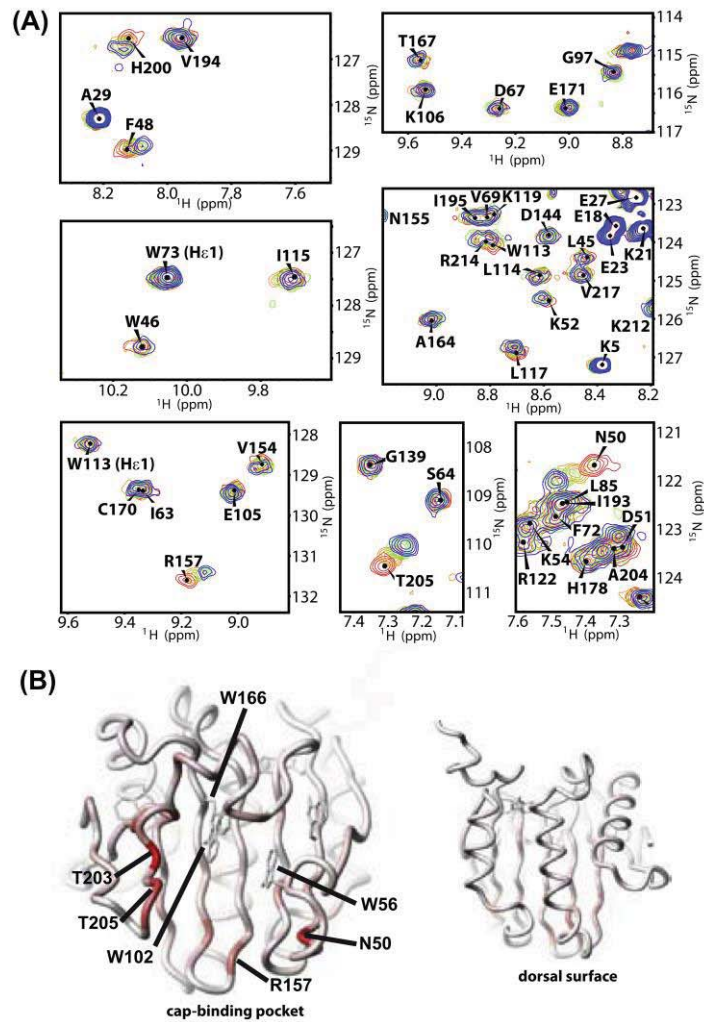 (A)
H200 V194
A29
F48
127
128
129
15N (ppm)
8.2 8.0 7.8 7.6
1H (ppm)
T167
G97
D67 E171
K106
114
115
116
117
15N (ppm)
9.6 9.4 9.2 9.0 8.8
1H (ppm)
W73 (Hε1) I115
W46
127
128
129
15N (ppm)
10.2 10.0 9.8
1H (ppm)
I195 V69 K119 E27
N155 D144 E18
R214 W113 L45 E23 K21
L114 V217
K52 K212
A164
L117 K5
123
124
125
126
127
15N (ppm)
9.0 8.8 8.6 8.4 8.2
1H (ppm)
W113 (Hε1) V154
C170 I63 E105
R157
128
129
130
131
132
15N (ppm)
9.6 9.4 9.2 9.0
1H (ppm)
G139
S64
T205
108
109
110
111
15N (ppm)
7.4 7.3 7.2 7.1
1H (ppm)
N50
L85
I193
F72 D51
K54
R122 H178 A204
121
122
123
124
15N (ppm)
7.6 7.5 7.4 7.3
1H (ppm)
(B)
W166
T203
T205
W102
W56
N50
R157
cap-binding pocket
dorsal surface